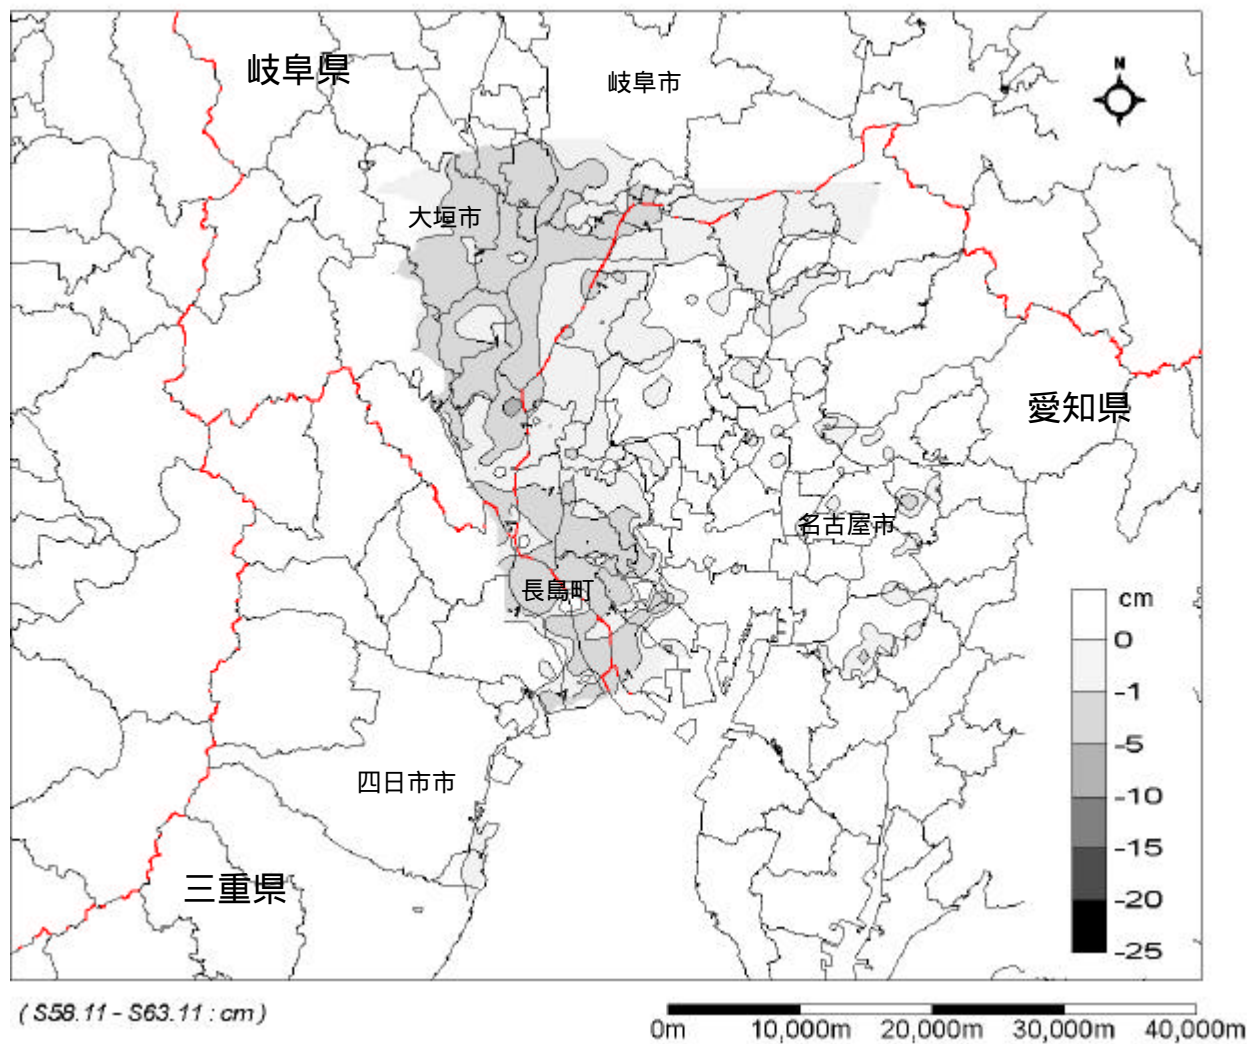 岐阜県
岐阜市
N
大垣市
愛知県
名古屋市
長島町
cm
0
-1
-5
-10
-15
-20
-25
四日市市
三重県
( S58.11 - S63.11 : cm )
0m 10,000m 20,000m 30,000m 40,000m